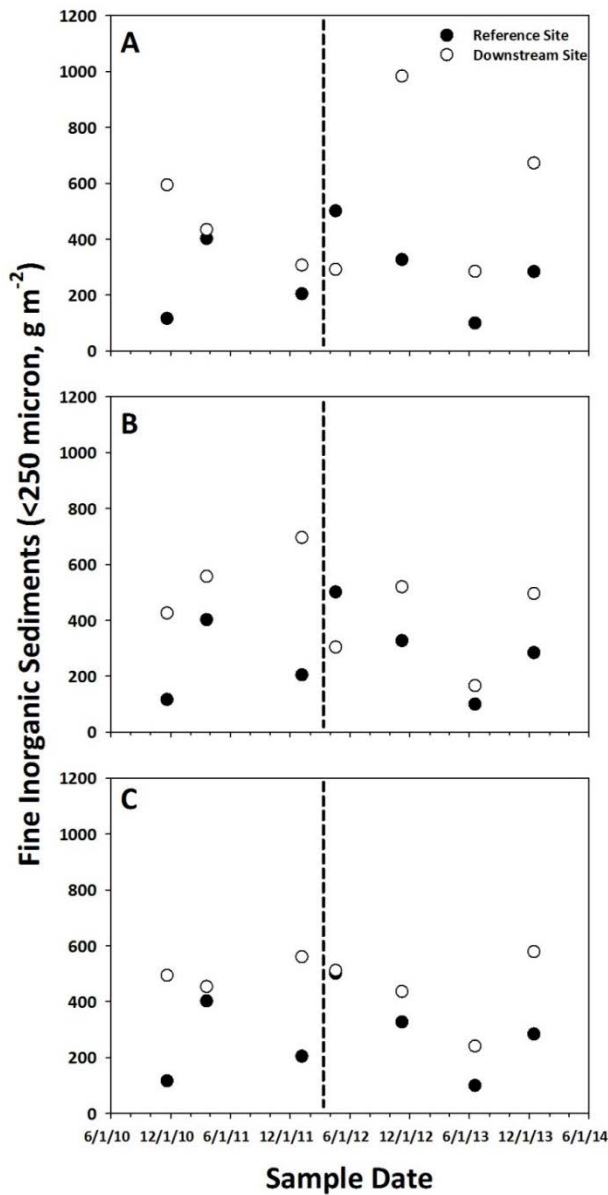 A
Reference Site
Downstream Site
1200
1000
800
600
400
200
0
B
1200
1000
800
600
400
200
0
C
1200
1000
800
600
400
200
0
Fine Inorganic Sediments (<250 micron, g m-2)
6/1/10 12/1/10 6/1/11 12/1/11 6/1/12 12/1/12 6/1/13 12/1/13 6/1/14
Sample Date